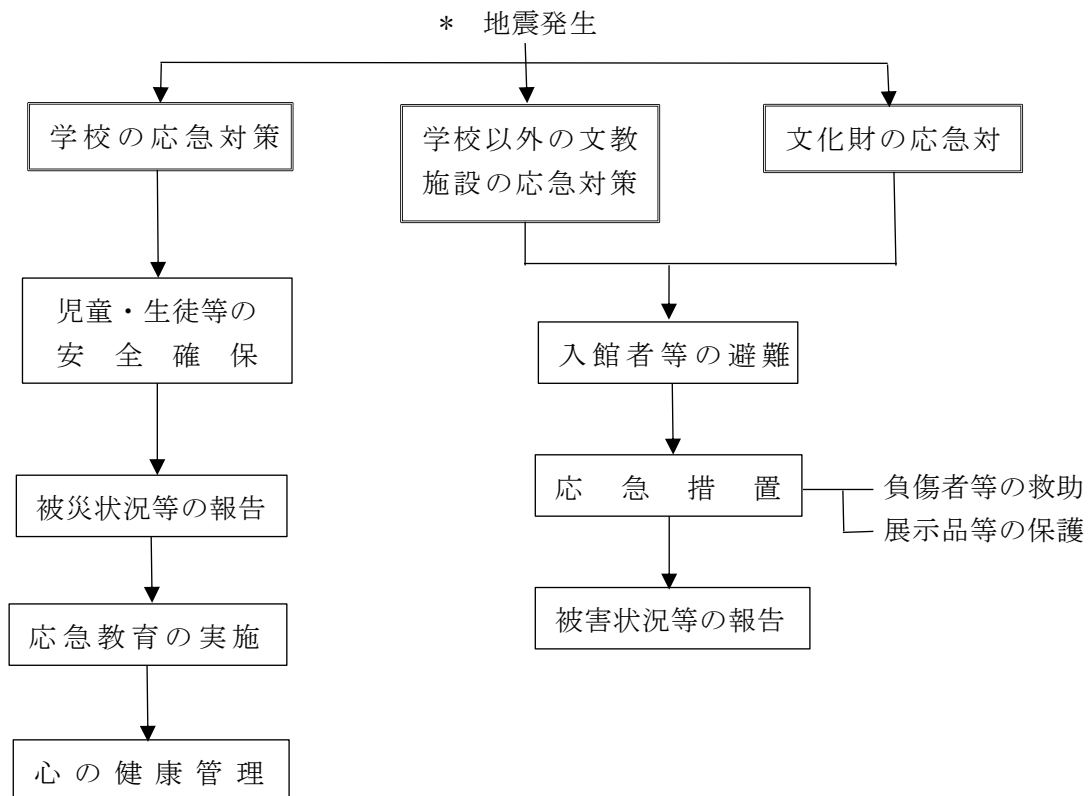 * 地震発生
学校の応急対策
学校以外の文教
施設の応急対策
文化財の応急対
児童・生徒等の
安全確保
被災状況等の報告
応急教育の実施
心の健康管理
入館者等の避難
応急措置
負傷者等の救助
展示品等の保護
被害状況等の報告